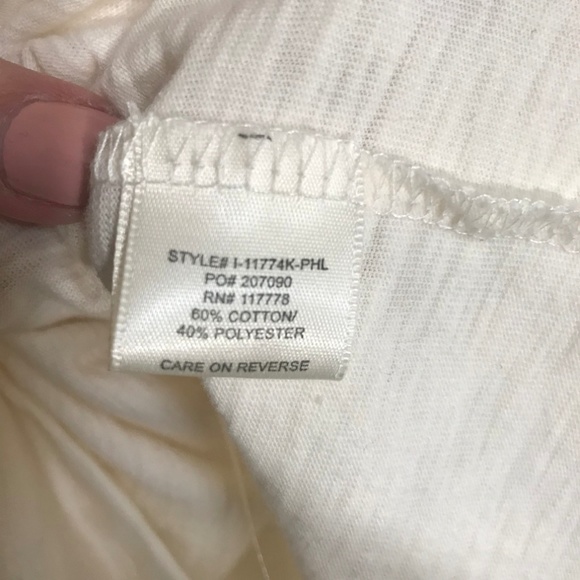 STYLE# I-11774K-PHL
PO# 207090
RN# 117778
60% COTTON/
40% POLYESTER
CARE ON REVERSE